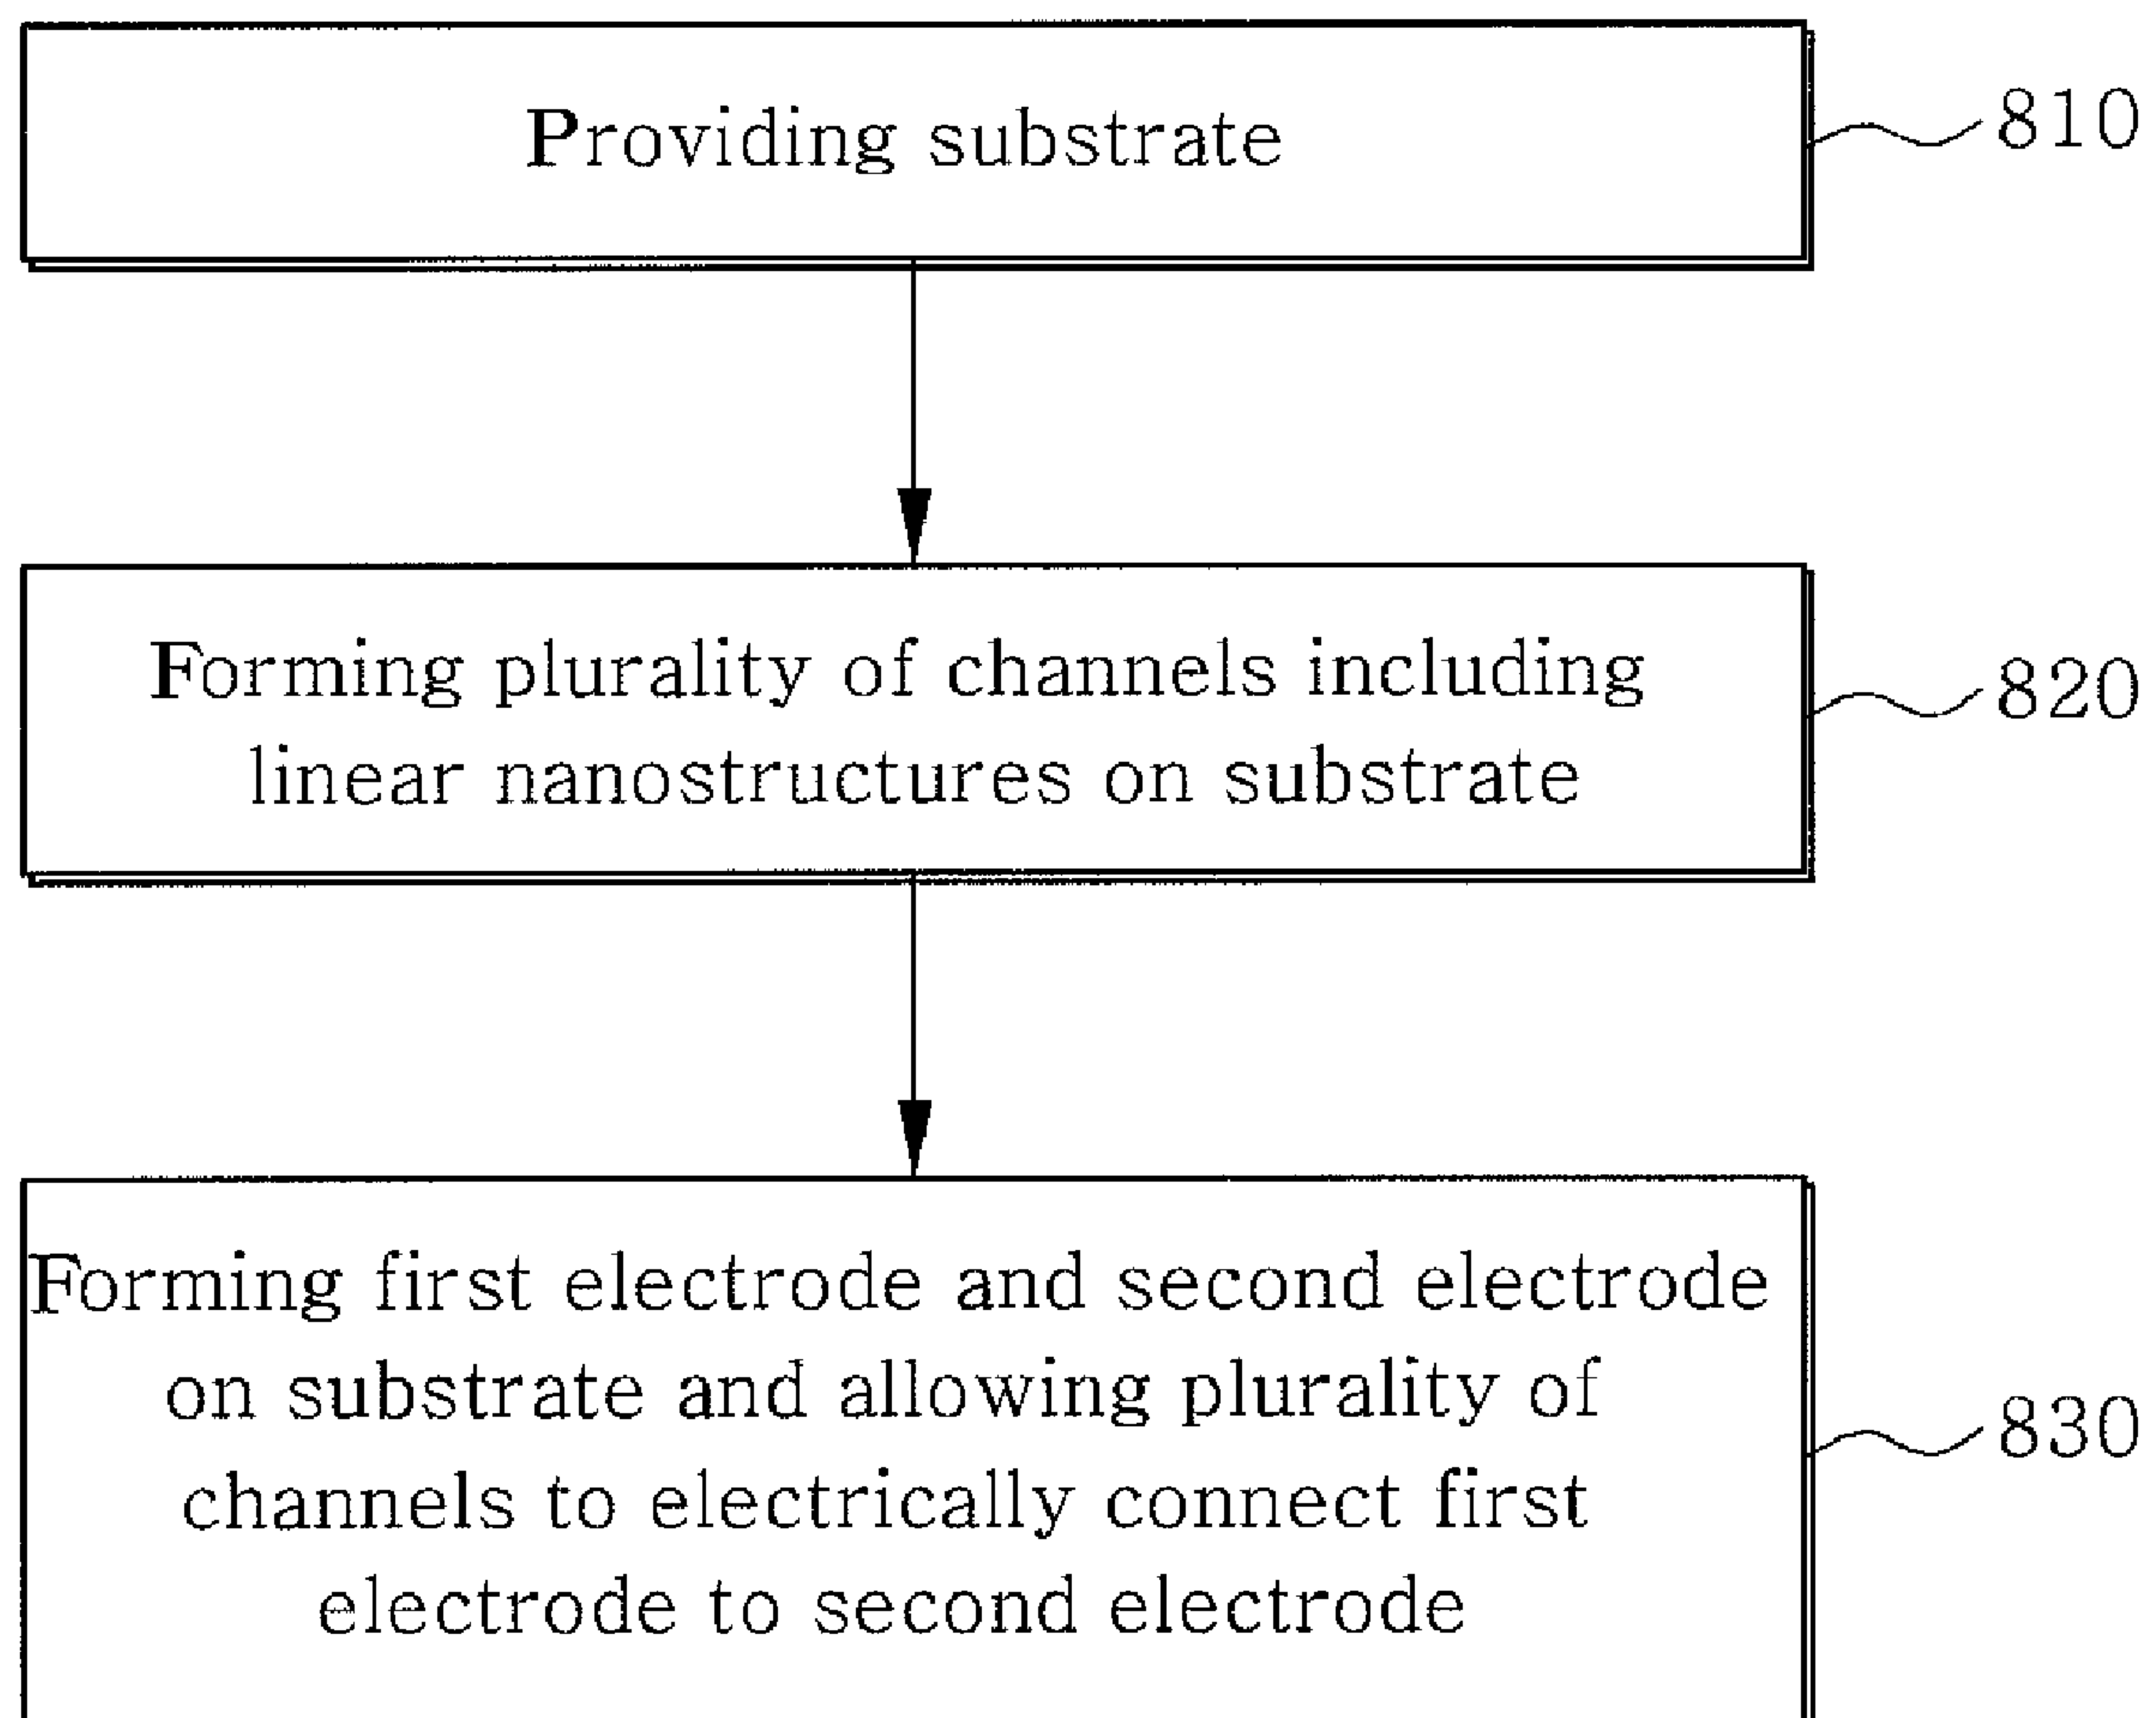 Providing substrate
810
Forming plurality of channels including
linear nanostructures on substrate
820
Forming first electrode and second electrode
on substrate and allowing plurality of
channels to electrically connect first
electrode to second electrode
830